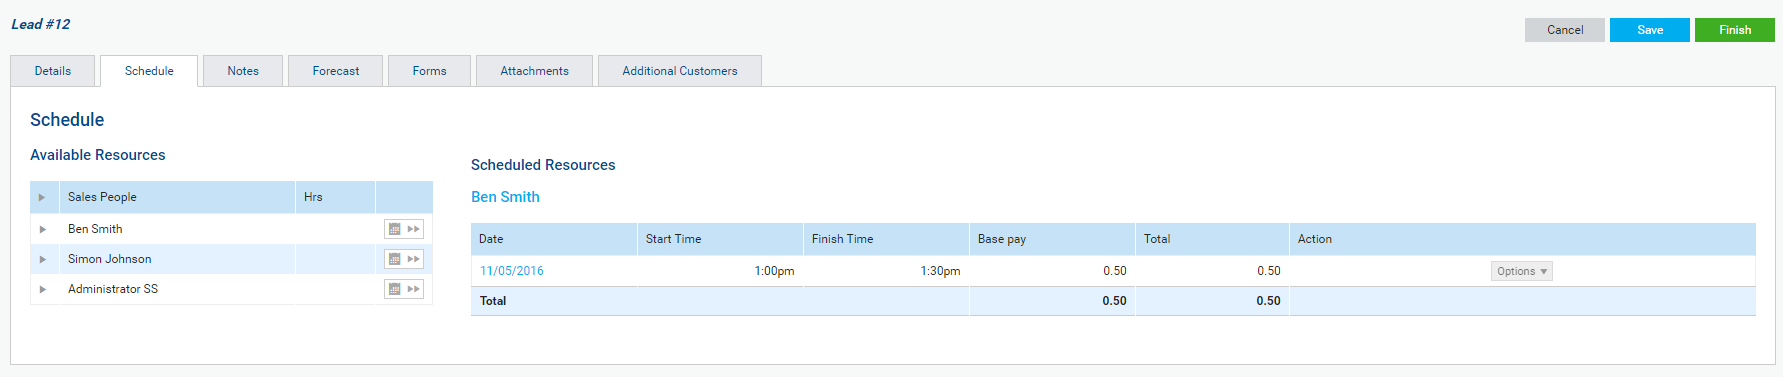 Lead #12
Cancel Save Finish
Details Schedule Notes Forecast Forms Attachments Additional Customers
Schedule
Available Resources
Sales People Hrs
Ben Smith
Simon Johnson
Administrator SS
Scheduled Resources
Ben Smith
Date Start Time Finish Time Base pay Total Action
11/05/2016 1:00pm 1:30pm 0.50 0.50 Options
Total 0.50 0.50